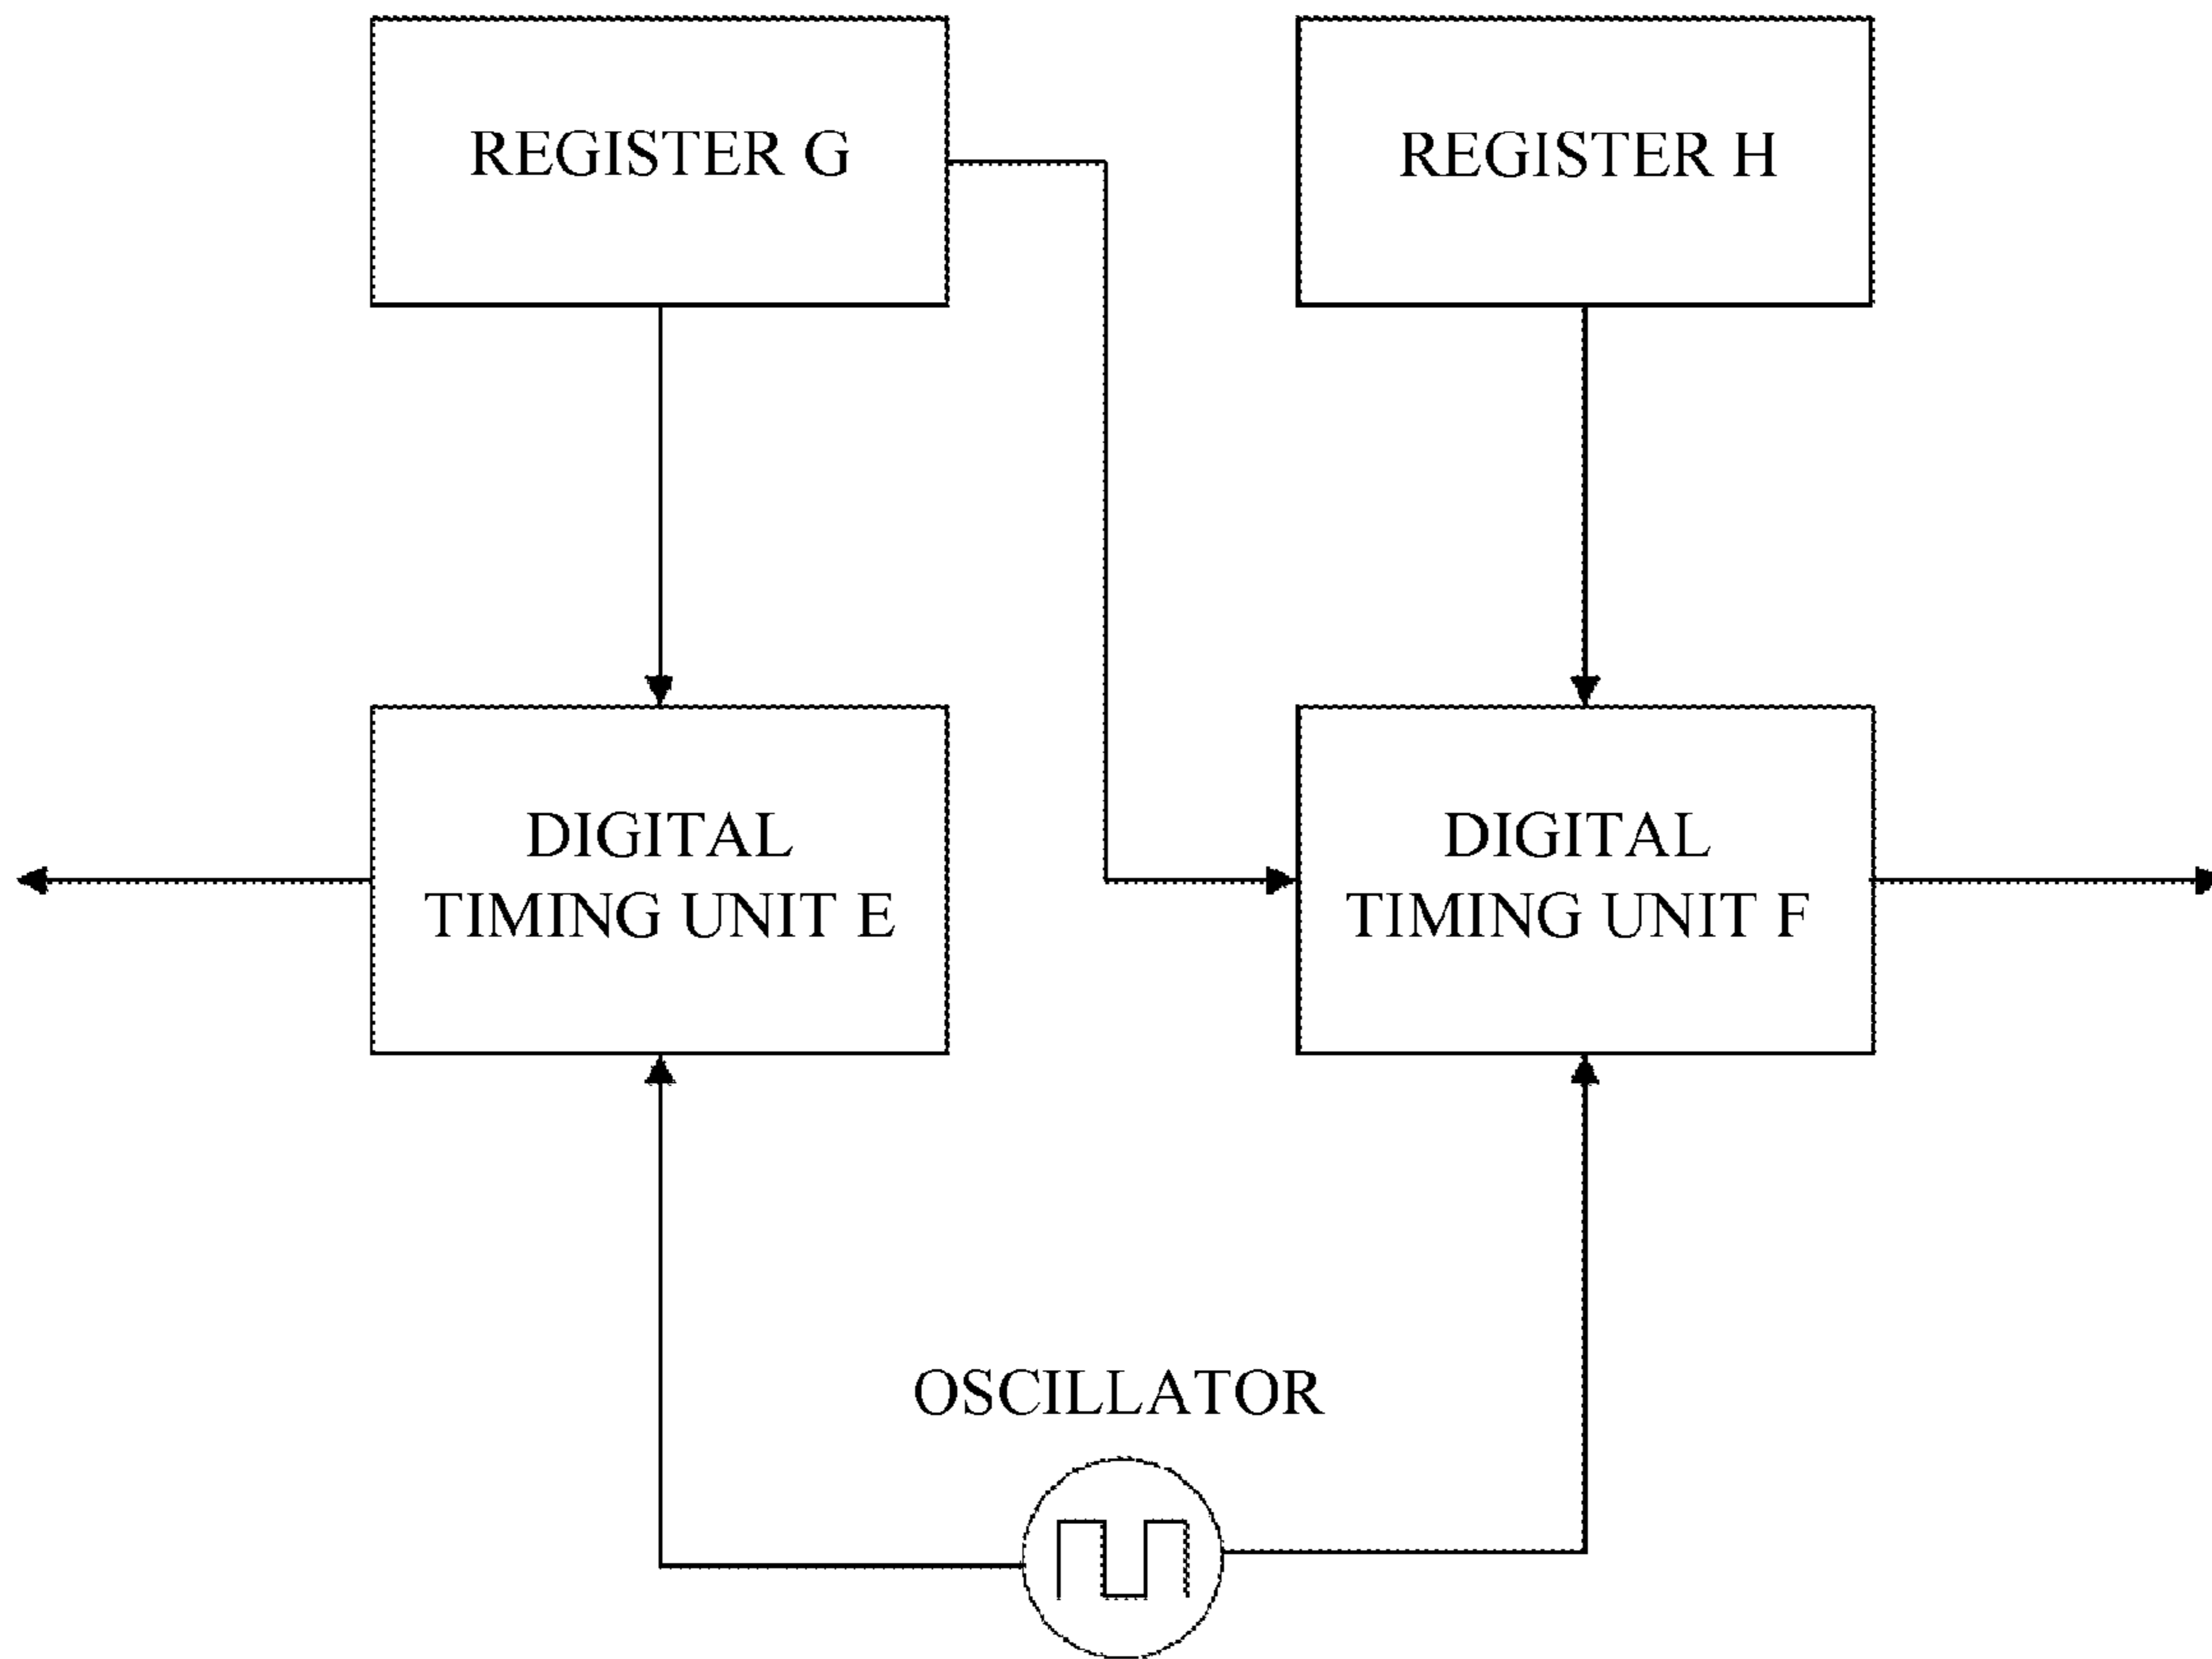 REGISTER G
REGISTER H
DIGITAL
TIMING UNIT E
DIGITAL
TIMING UNIT F
OSCILLATOR